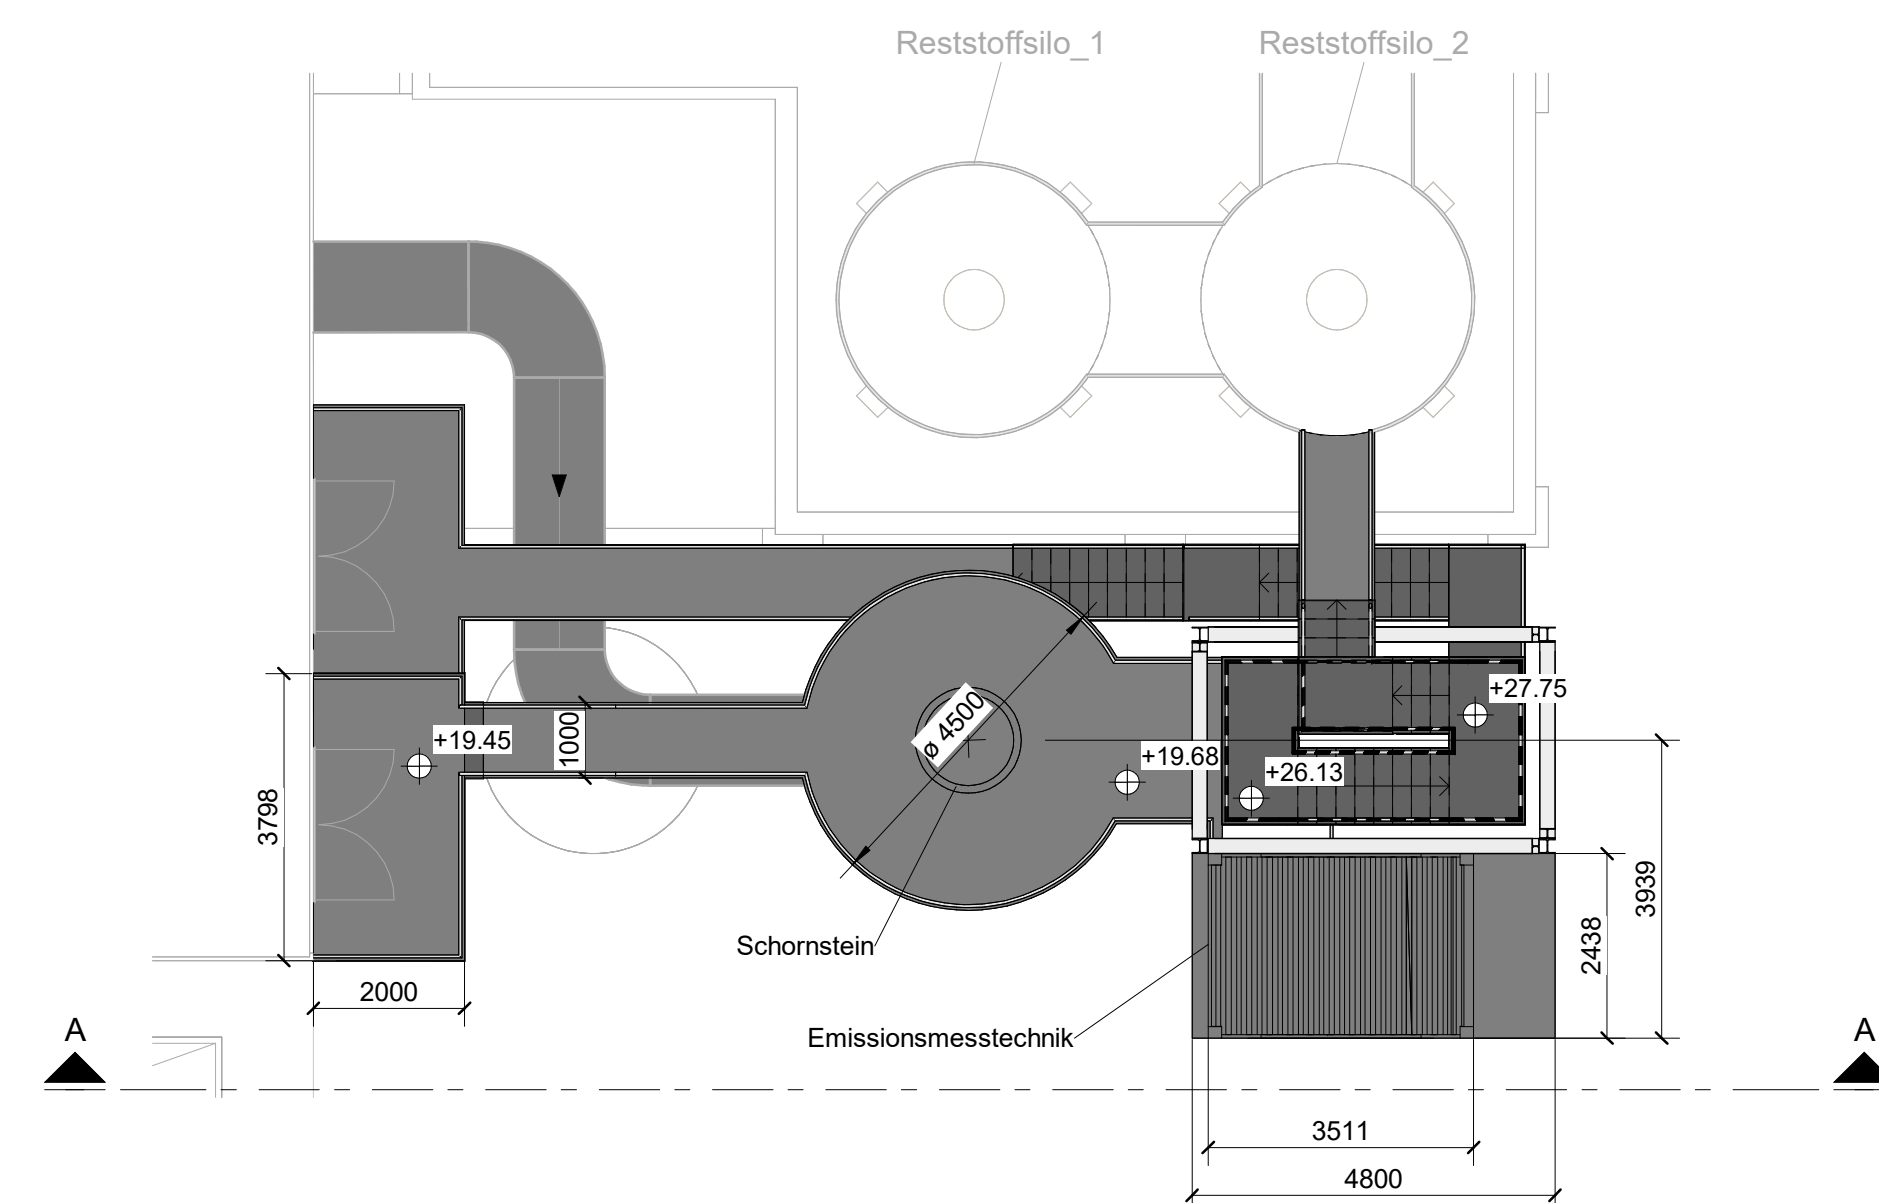 Reststoffsilo_1
Reststoffsilo_2
+27.75
+19.45
1000
ø 4500
+19.68
+26.13
3798
3939
2438
Schornstein
2000
Emissionsmesstechnik
A
A
3511
4800